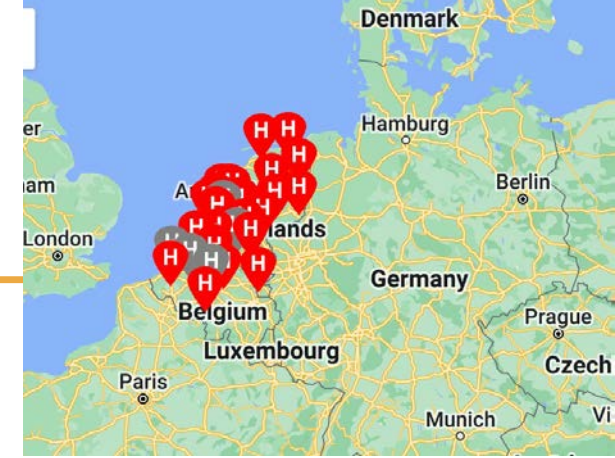 Denmark
er
Hamburg
H H
H
H
am
A
H
H
Berlin
H
H
H
H
lands
London
H
H
H
H
H
H
Germany
H
Belgium
Prague
Luxembourg
Czech
Paris
Munich
Vi